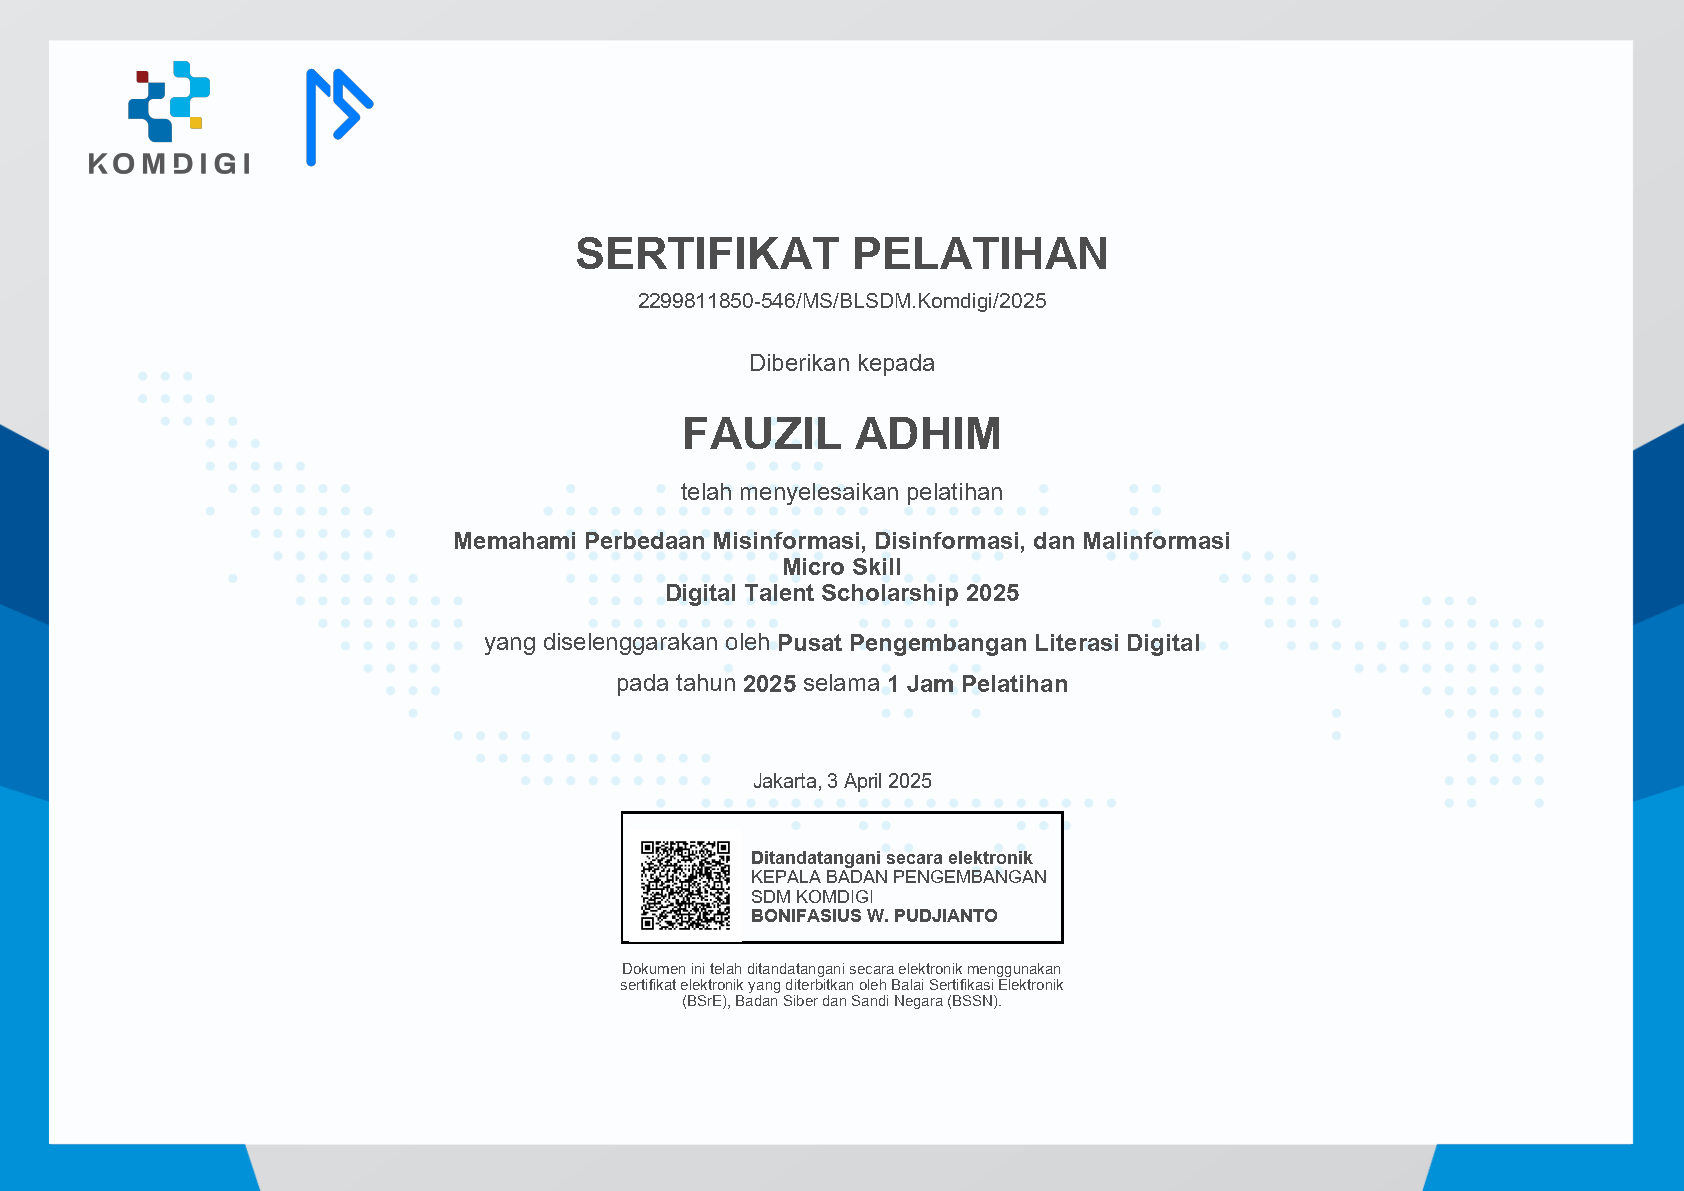 KOMDIGI
SERTIFIKAT PELATIHAN
2299811850-546/MS/BLSDM.Komdigi/2025
Diberikan kepada
FAUZIL ADHIM
telah menyelesaikan pelatihan
Memahami Perbedaan Misinformasi, Disinformasi, dan Malinformasi
Micro Skill
Digital Talent Scholarship 2025
yang diselenggarakan oleh Pusat Pengembangan Literasi Digital
pada tahun 2025 selama 1 Jam Pelatihan
Jakarta, 3 April 2025
Ditandatangani secara elektronik
KEPALA BADAN PENGEMBANGAN
SDM KOMDIGI
BONIFASIUS W. PUDJIANTO
Dokumen ini telah ditandatangani secara elektronik menggunakan
sertifikat elektronik yang diterbitkan oleh Balai Sertifikasi Elektronik
(BSrE), Badan Siber dan Sandi Negara (BSSN).